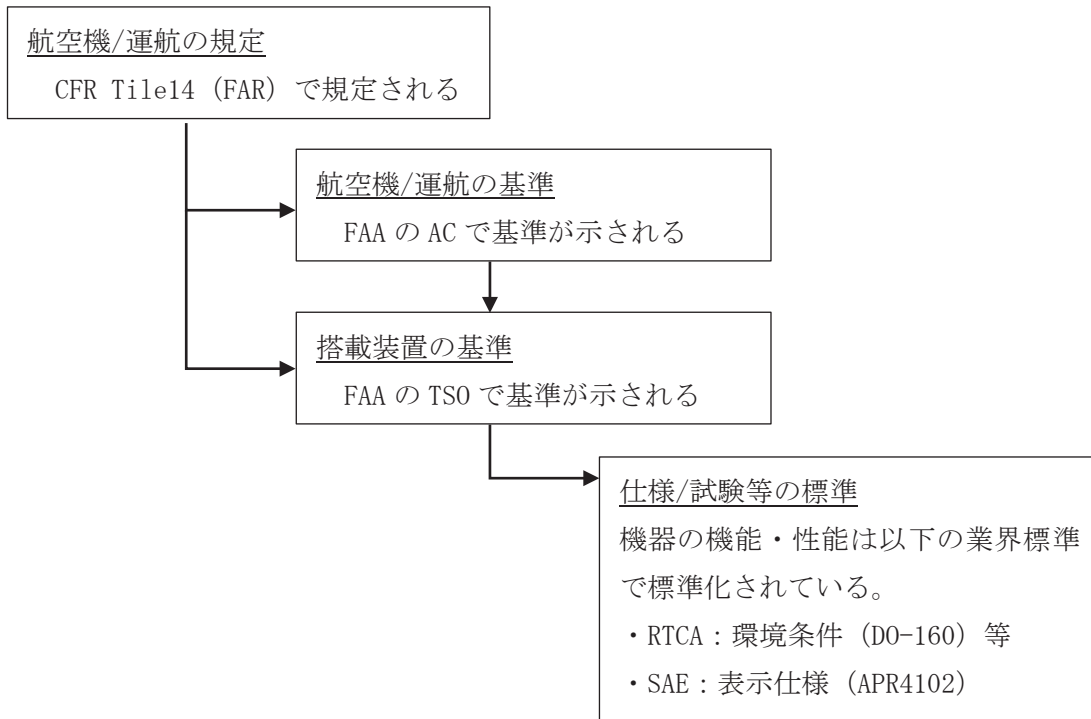 航空機/運航の規定
CFR Tile14 (FAR) で規定される
航空機/運航の基準
FAA の AC で基準が示される
搭載装置の基準
FAA の TSO で基準が示される
仕様/試験等の標準
機器の機能・性能は以下の業界標準
で標準化されている。
・RTCA：環境条件 (DO-160) 等
・SAE：表示仕様 (APR4102)